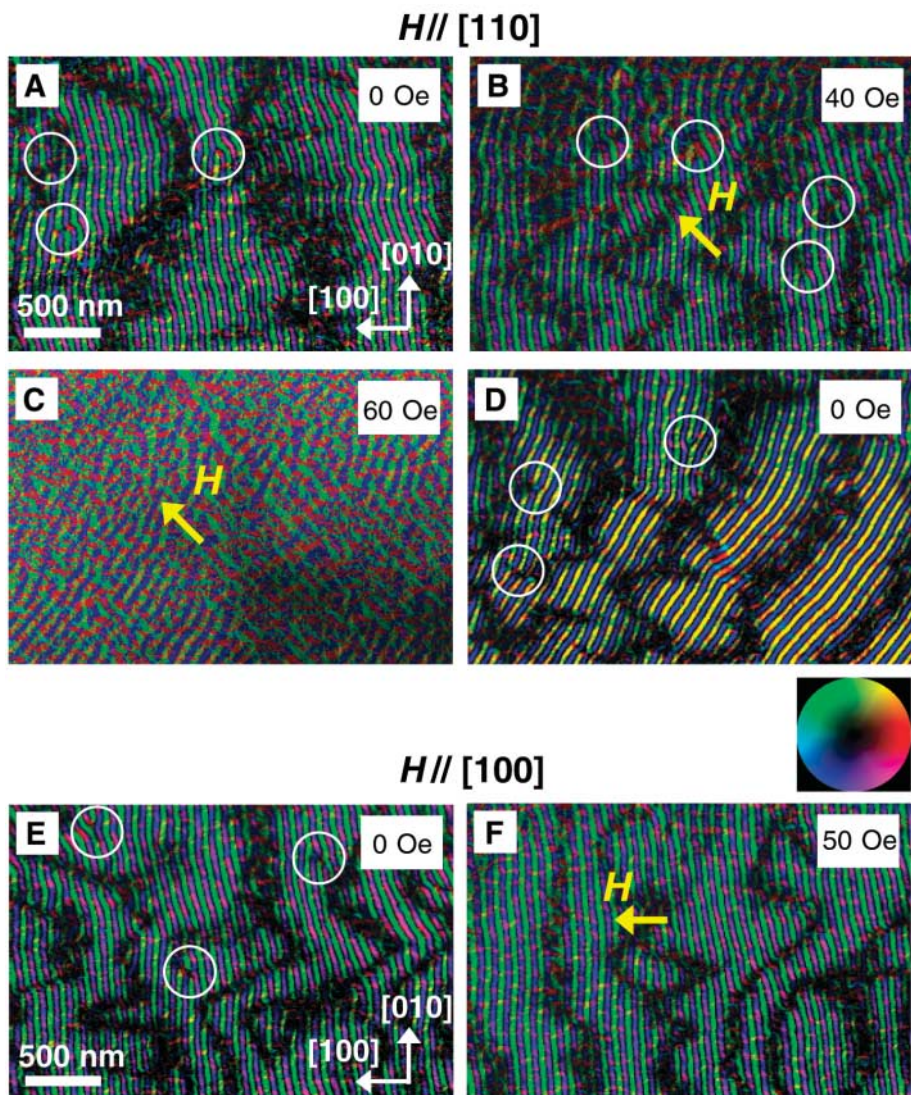 H// [110]
A
0 Oe
[010]
[100]
500 nm
B
40 Oe
H
C
60 Oe
H
D
0 Oe
H// [100]
E
0 Oe
[010]
[100]
500 nm
F
50 Oe
H